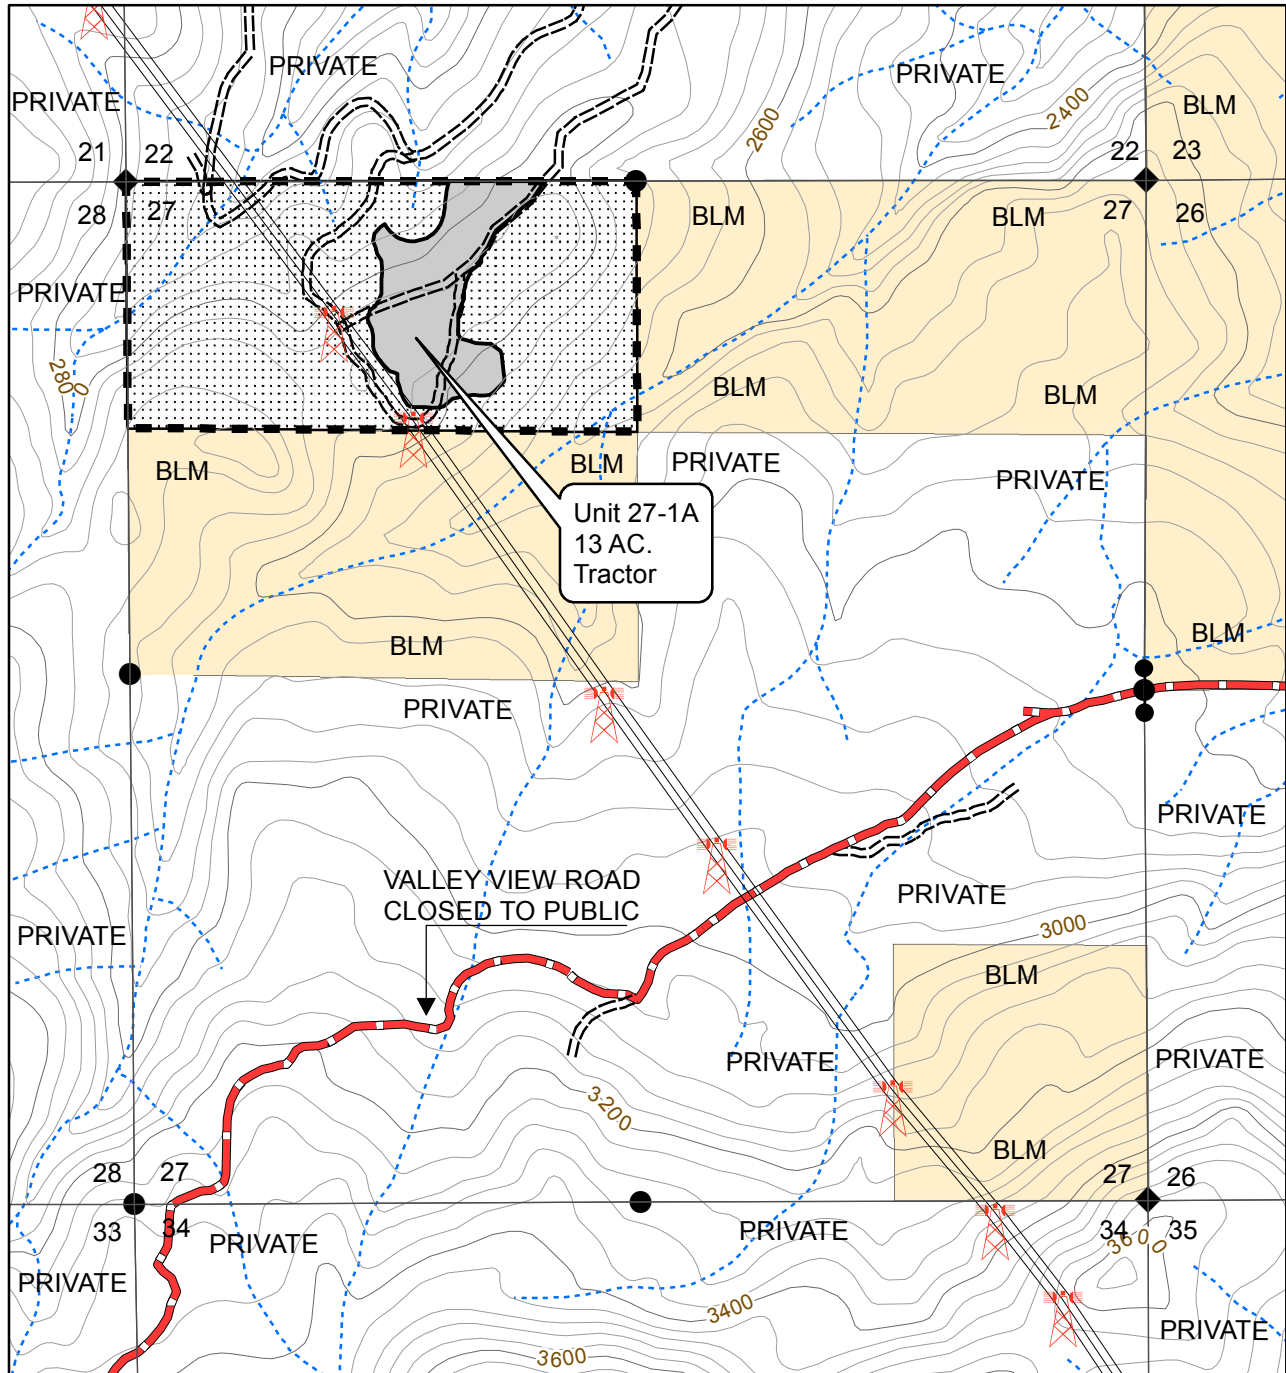 PRIVATE
PRIVATE
PRIVATE
2400
BLM
2600
21
22
22
23
28
27
27
26
BLM
BLM
PRIVATE
2800
BLM
BLM
BLM
BLM
PRIVATE
PRIVATE
Unit 27-1A
13 AC.
Tractor
BLM
BLM
PRIVATE
PRIVATE
VALLEY VIEW ROAD
CLOSED TO PUBLIC
PRIVATE
PRIVATE
3000
BLM
PRIVATE
PRIVATE
3200
BLM
28
27
27
26
33
34
34
35
PRIVATE
PRIVATE
3600
PRIVATE
3400
PRIVATE
3600